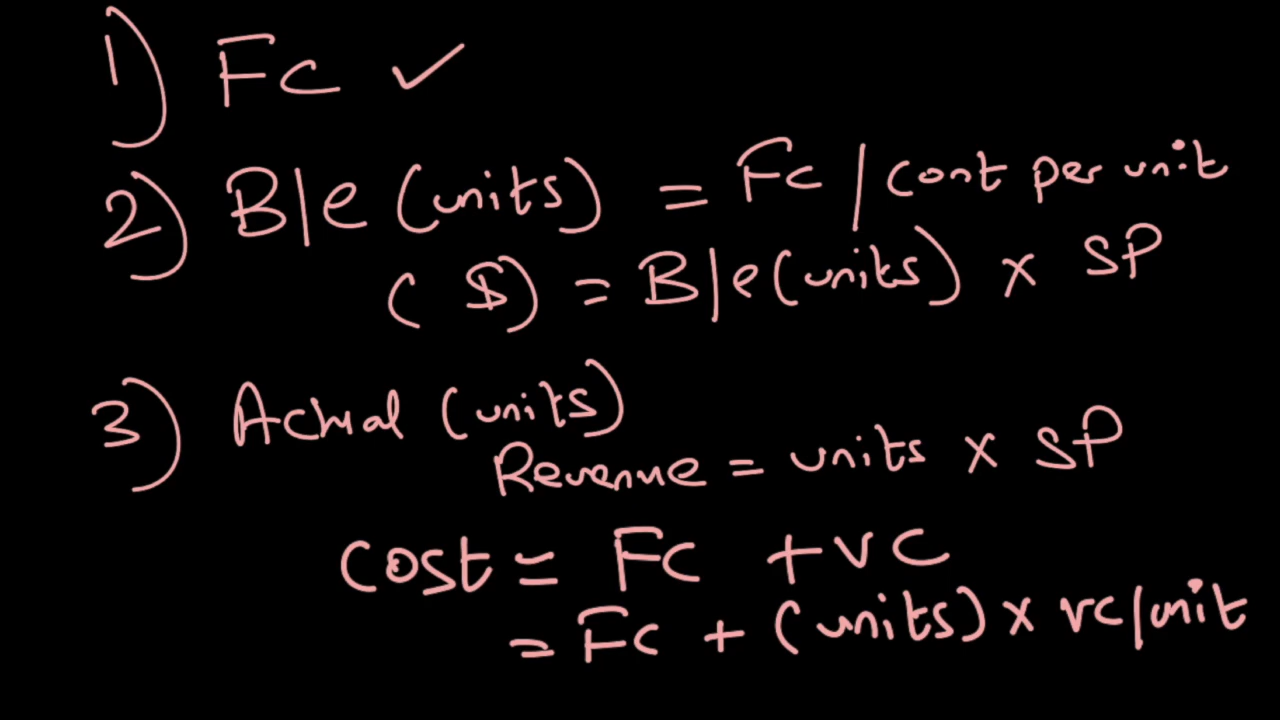 1) Fc ✓
2) B/e (units) = Fc / cont per unit
($) = B/e (units) x SP
3) Actual (units)
Revenue = units x SP
Cost = FC + VC
= Fc + (units) x vc/unit